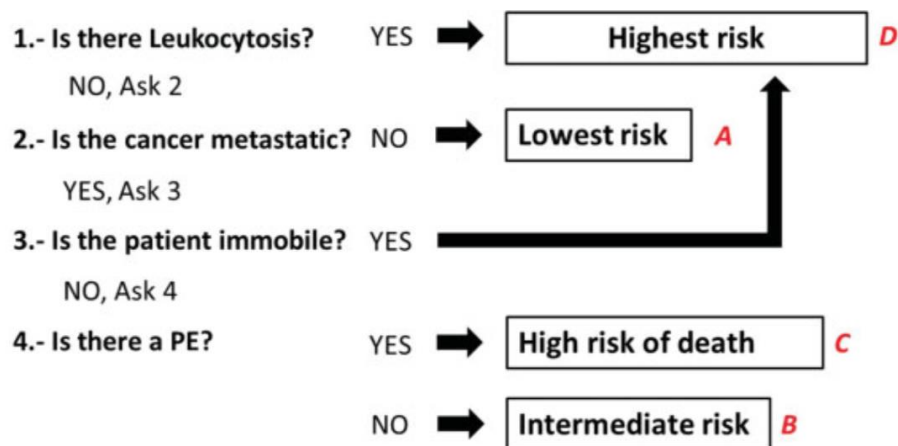 1.- Is there Leukocytosis? YES Highest risk D
NO, Ask 2
2.- Is the cancer metastatic? NO Lowest risk A
YES, Ask 3
3.- Is the patient immobile? YES
NO, Ask 4
4.- Is there a PE? YES High risk of death C
NO Intermediate risk B